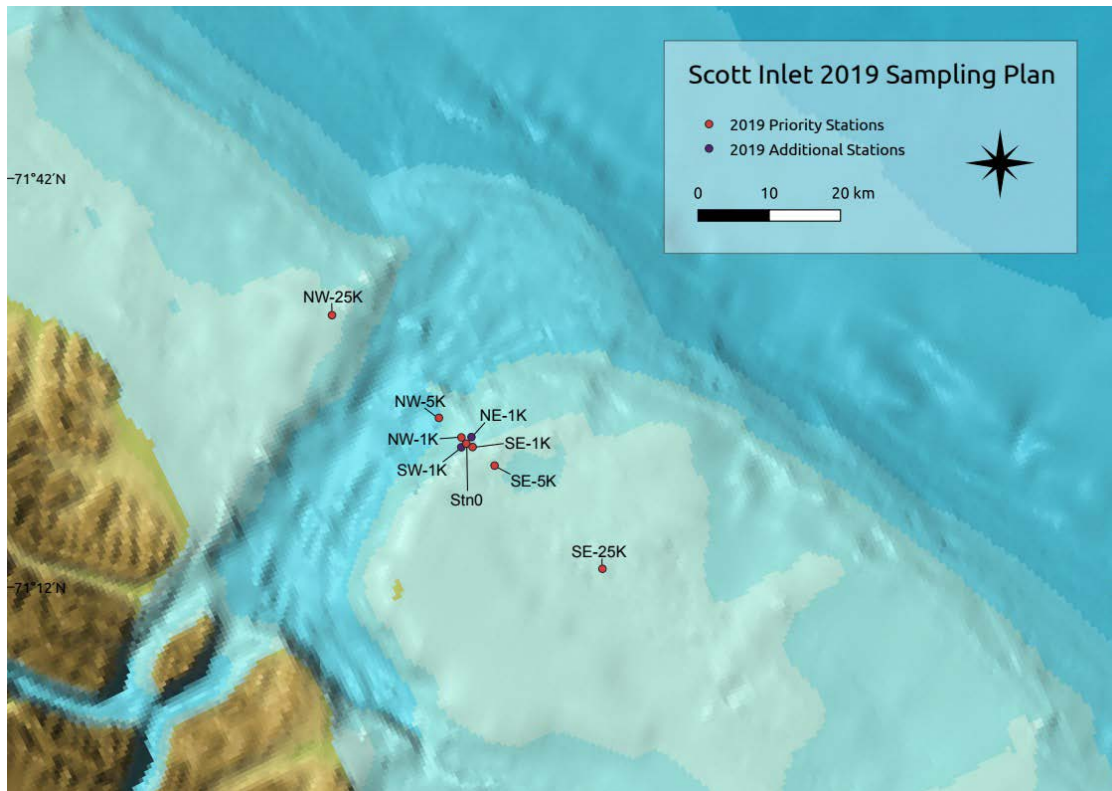 Scott Inlet 2019 Sampling Plan
2019 Priority Stations
2019 Additional Stations
0 10 20 km
71°42′N
NW-25K
NW-5K
NE-1K
NW-1K
SE-1K
SW-1K
SE-5K
Stn0
SE-25K
71°12′N